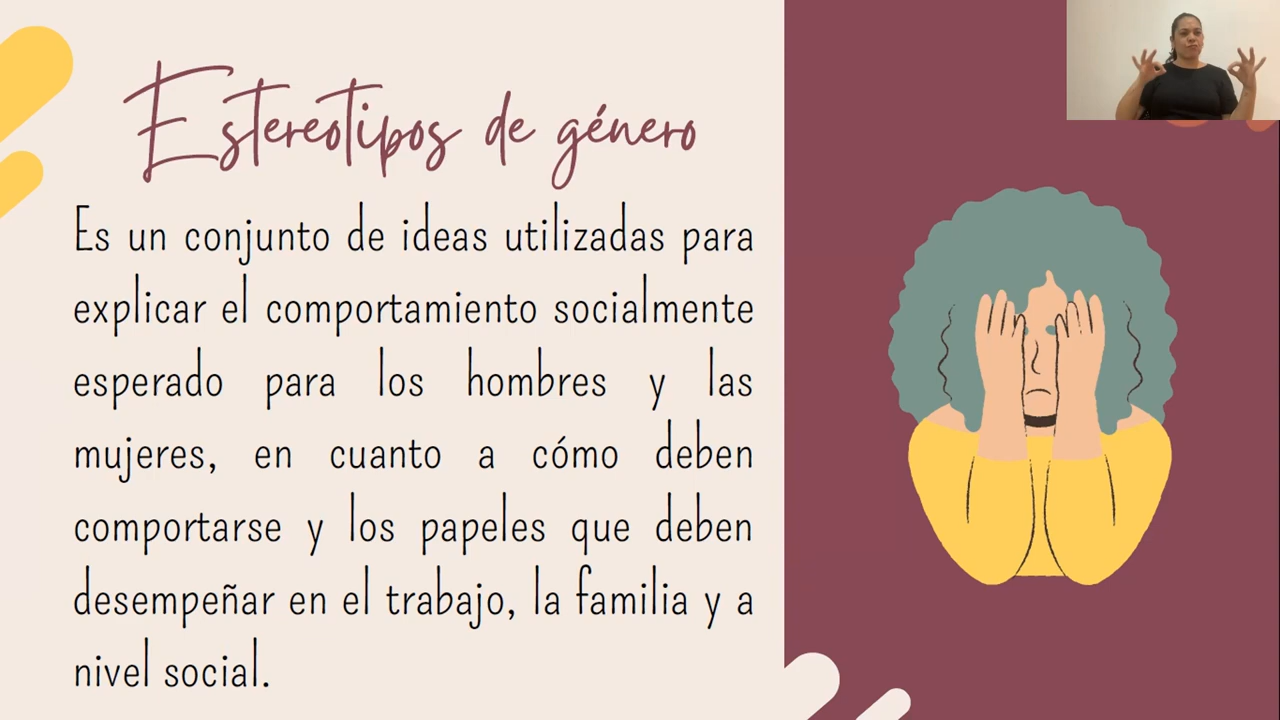 Estereotipos de género
Es un conjunto de ideas utilizadas para
explicar el comportamiento socialmente
esperado para los hombres y las
mujeres, en cuanto a cómo deben
comportarse y los papeles que deben
desempeñar en el trabajo, la familia y a
nivel social.